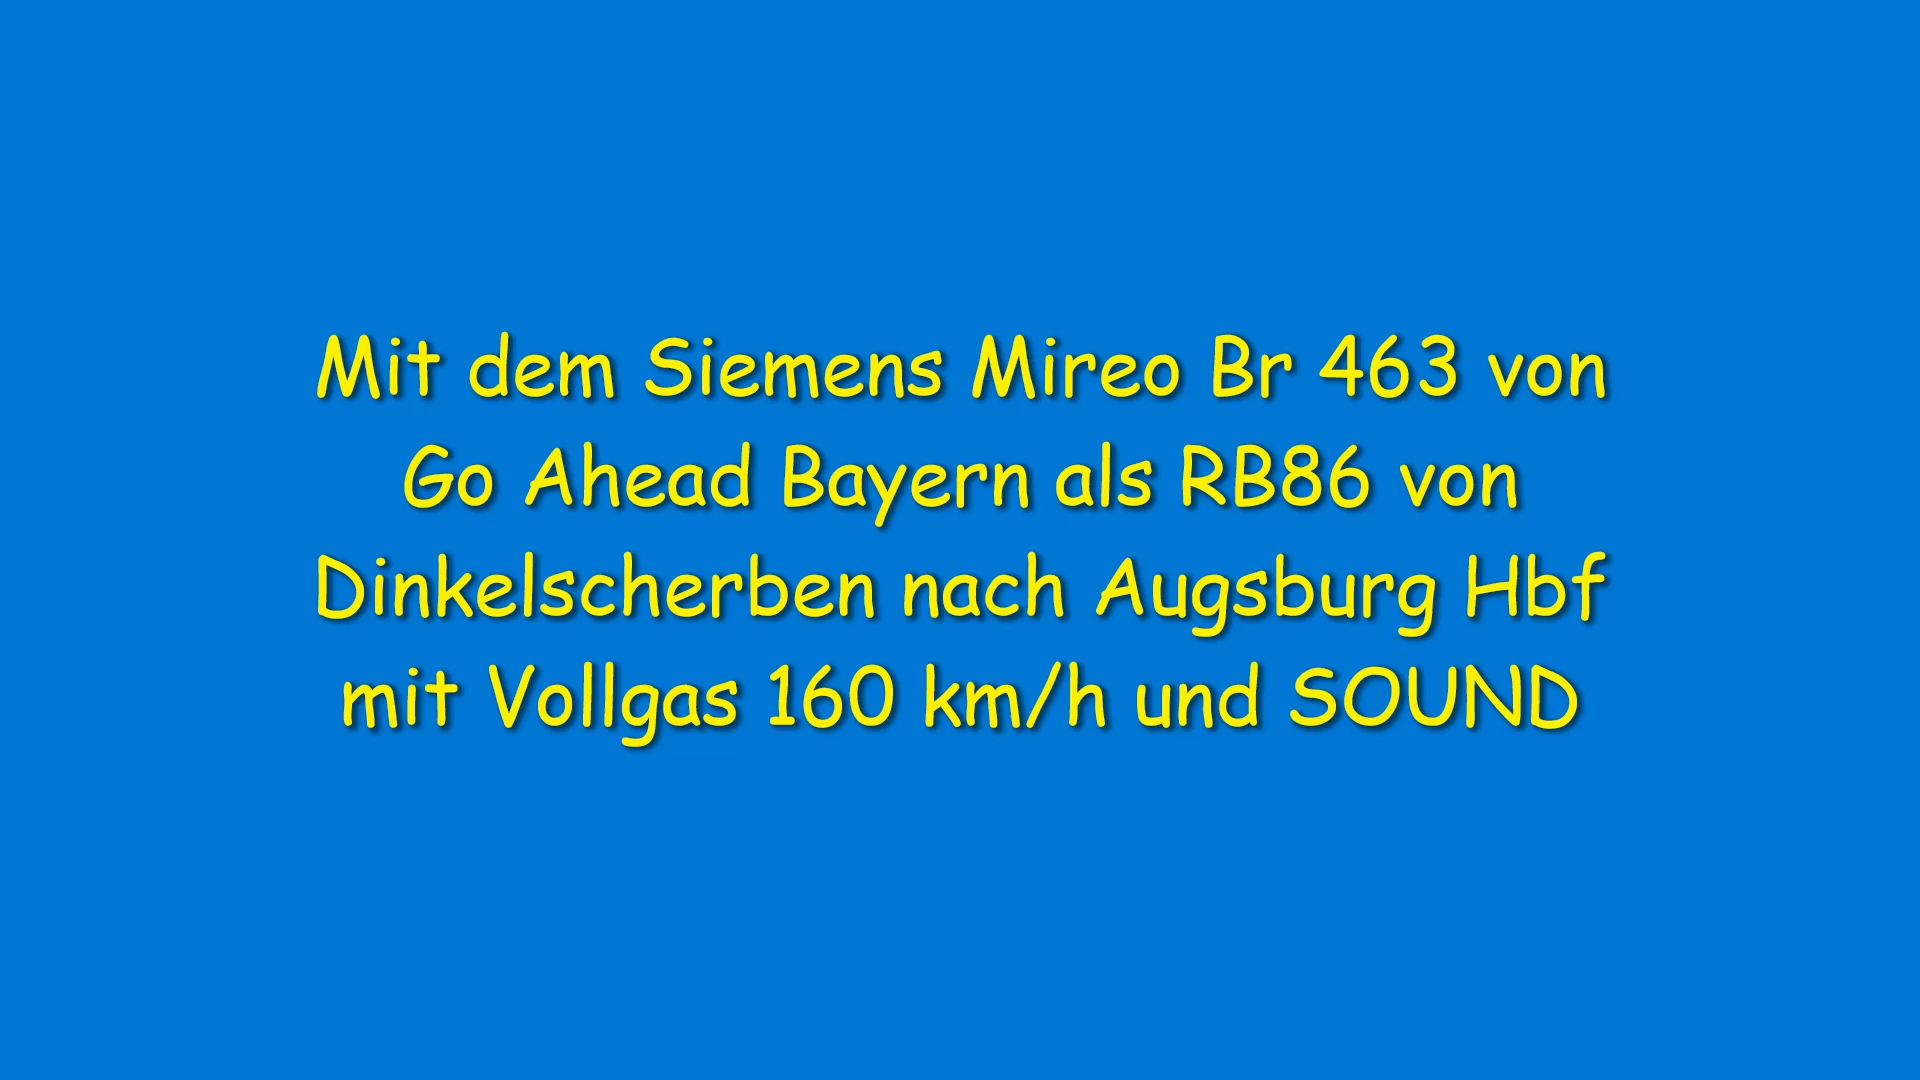 Mit dem Siemens Mireo Br 463 von
Go Ahead Bayern als RB86 von
Dinkelscherben nach Augsburg Hbf
mit Vollgas 160 km/h und SOUND